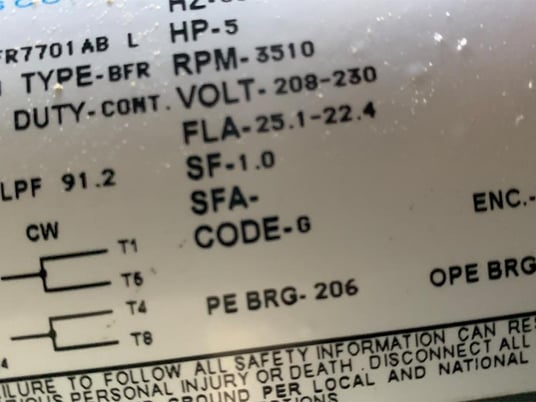 HP-5
FR7701AB L
RPM-3510
TYPE-BFR
VOLT-208-230
DUTY-CONT.
FLA-25.1-22.4
SF-1.0
LPF 91.2
SFA-
ENC.-
CODE-G
CW
T1
T5
OPE BRG
PE BRG-206
T4
T8
4
FAILURE TO FOLLOW ALL SAFETY INFORMATION CAN RES
PERSONAL INJURY OR DEATH. DISCONNECT ALL
GROUND PER LOCAL AND NATIONAL